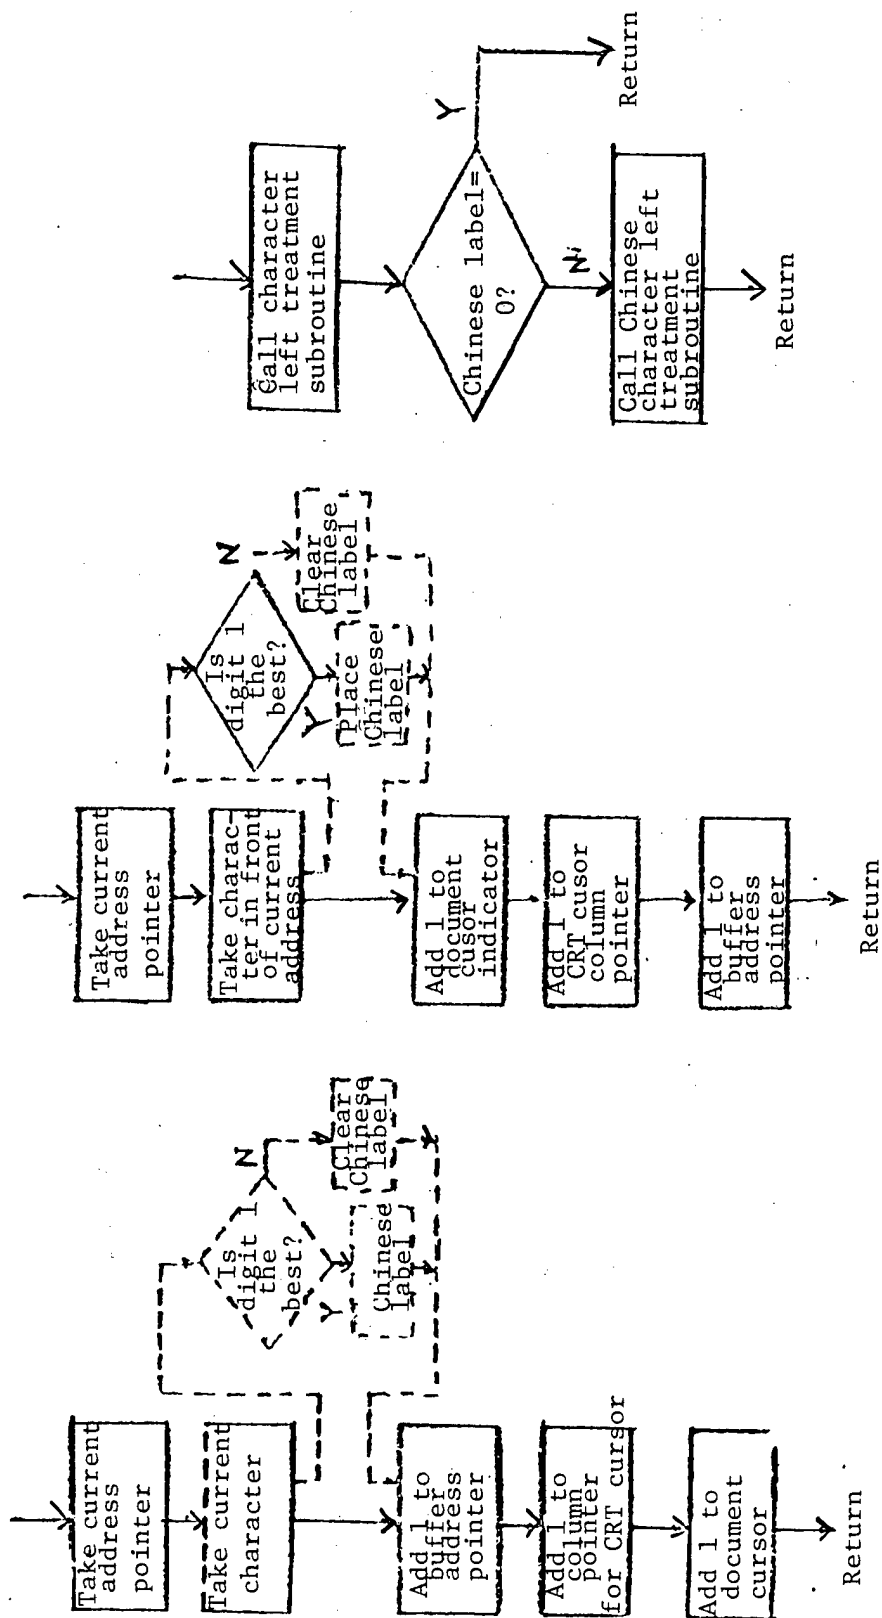 Take current
address
pointer
Take current
character
Is
digit 1
the
best?
N
Y
Clear
Chinese
label
Chinese
label
Add 1 to
buffer
address
pointer
Add 1 to
column
pointer
for CRT cursor
Add 1 to
document
cursor
Return
Take current
address
pointer
Take charac-
ter in front
of current
address
Is
digit 1
the
best?
N
Y
Clear
Chinese
label
Place
Chinese
label
Add 1 to
document
cusor
indicator
Add 1 to
CRT cusor
column
pointer
Add 1 to
buffer
address
pointer
Return
Call character
left treatment
subroutine
Chinese label=
0?
Y
Return
N
Call Chinese
character left
treatment
subroutine
Return